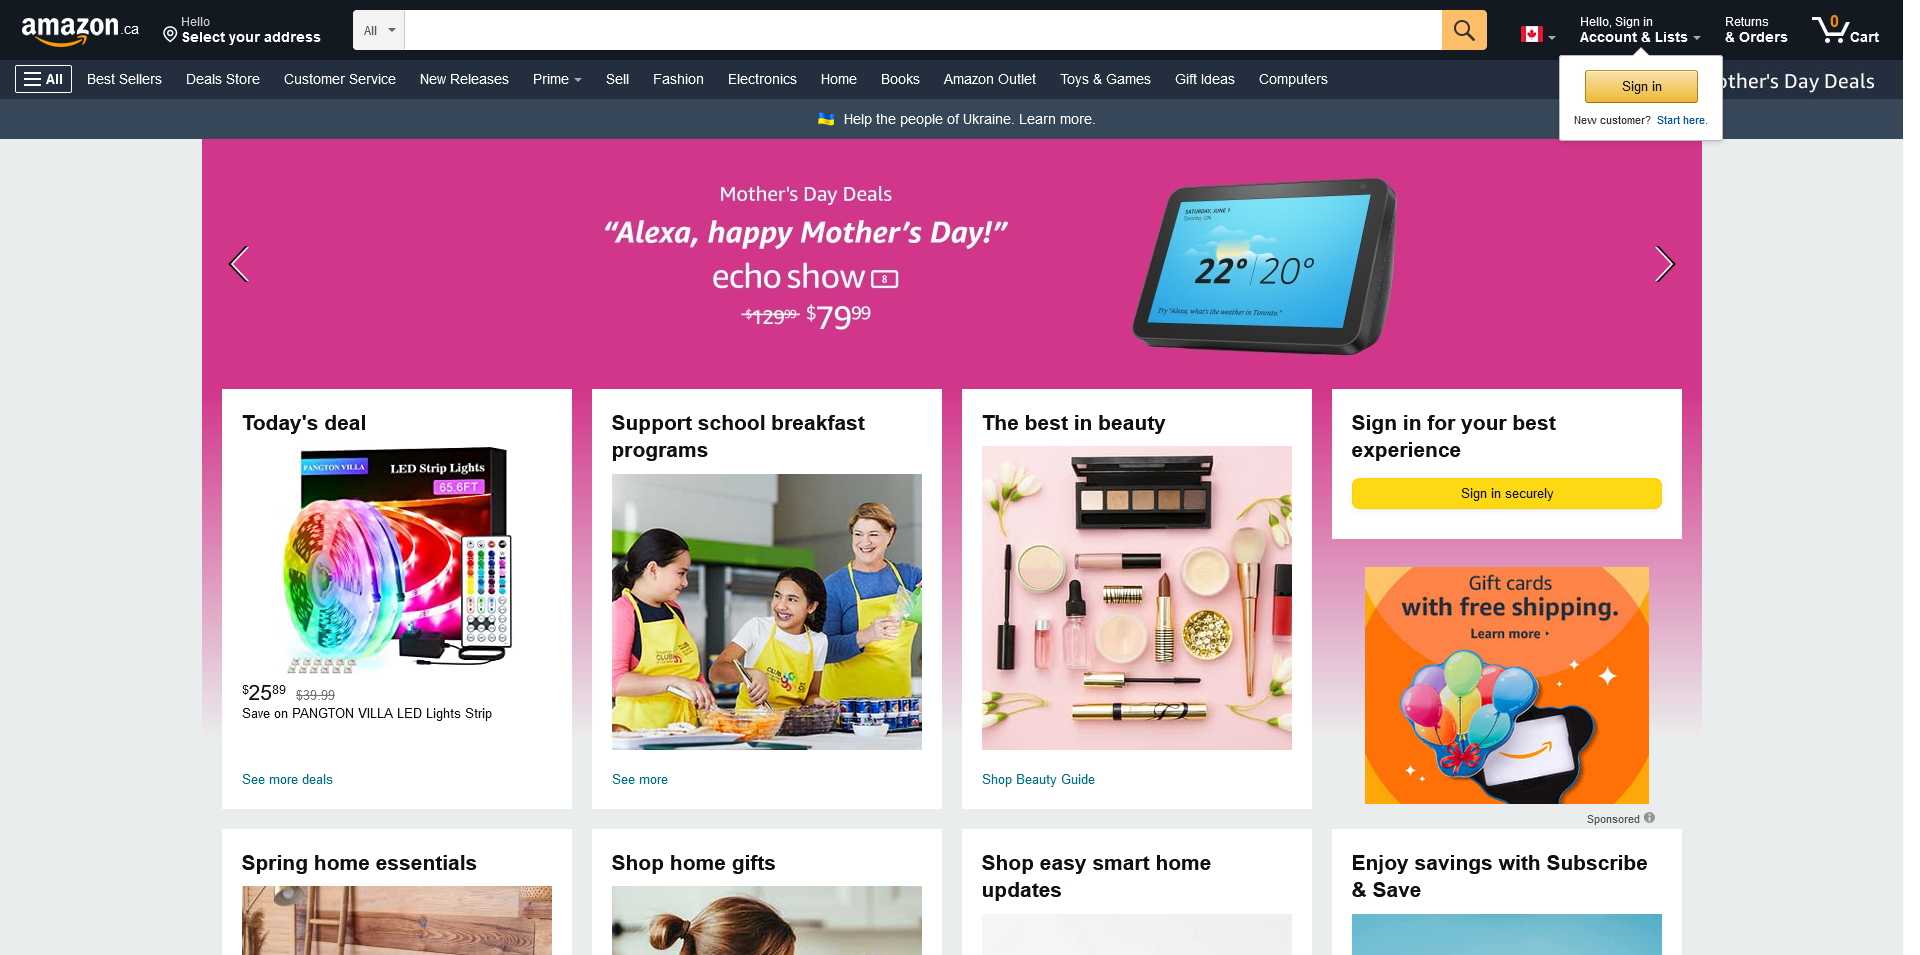 amazon.ca
Hello
Select your address
All
Hello, Sign in
Account & Lists
Returns
& Orders
0
Cart
All
Best Sellers
Deals Store
Customer Service
New Releases
Prime
Sell
Fashion
Electronics
Home
Books
Amazon Outlet
Toys & Games
Gift Ideas
Computers
other's Day Deals
Sign in
New customer? Start here.
Help the people of Ukraine. Learn more.
Mother's Day Deals
“Alexa, happy Mother’s Day!”
echo show 8
$129 99 $79 99
SATURDAY, JUNE 1
Toronto, ON
22° 20°
Try "Alexa, what's the weather in Toronto."
Today's deal
PANGTON VILLA
LED Strip Lights
65.6FT
$25 89 $39.99
Save on PANGTON VILLA LED Lights Strip
See more deals
Support school breakfast
programs
CLUB
CLUB
See more
The best in beauty
Shop Beauty Guide
Sign in for your best
experience
Sign in securely
Gift cards
with free shipping.
Learn more
Sponsored
Spring home essentials
Shop home gifts
Shop easy smart home
updates
Enjoy savings with Subscribe
& Save